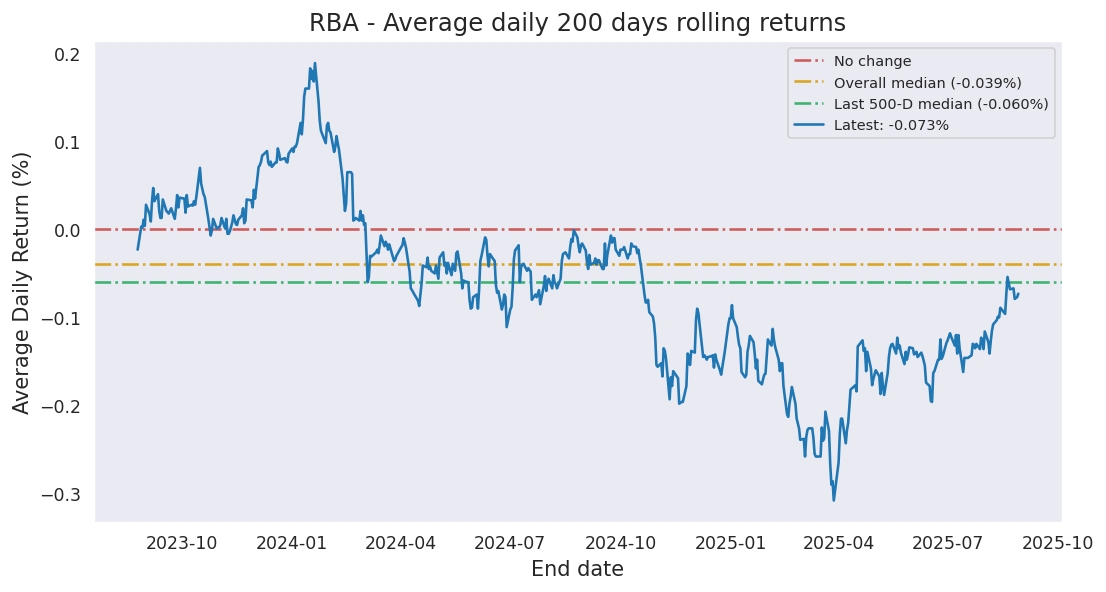 RBA - Average daily 200 days rolling returns
No change
Overall median (-0.039%)
Last 500-D median (-0.060%)
Latest: -0.073%
Average Daily Return (%)
0.2
0.1
0.0
−0.1
−0.2
−0.3
2023-10 2024-01 2024-04 2024-07 2024-10 2025-01 2025-04 2025-07 2025-10
End date